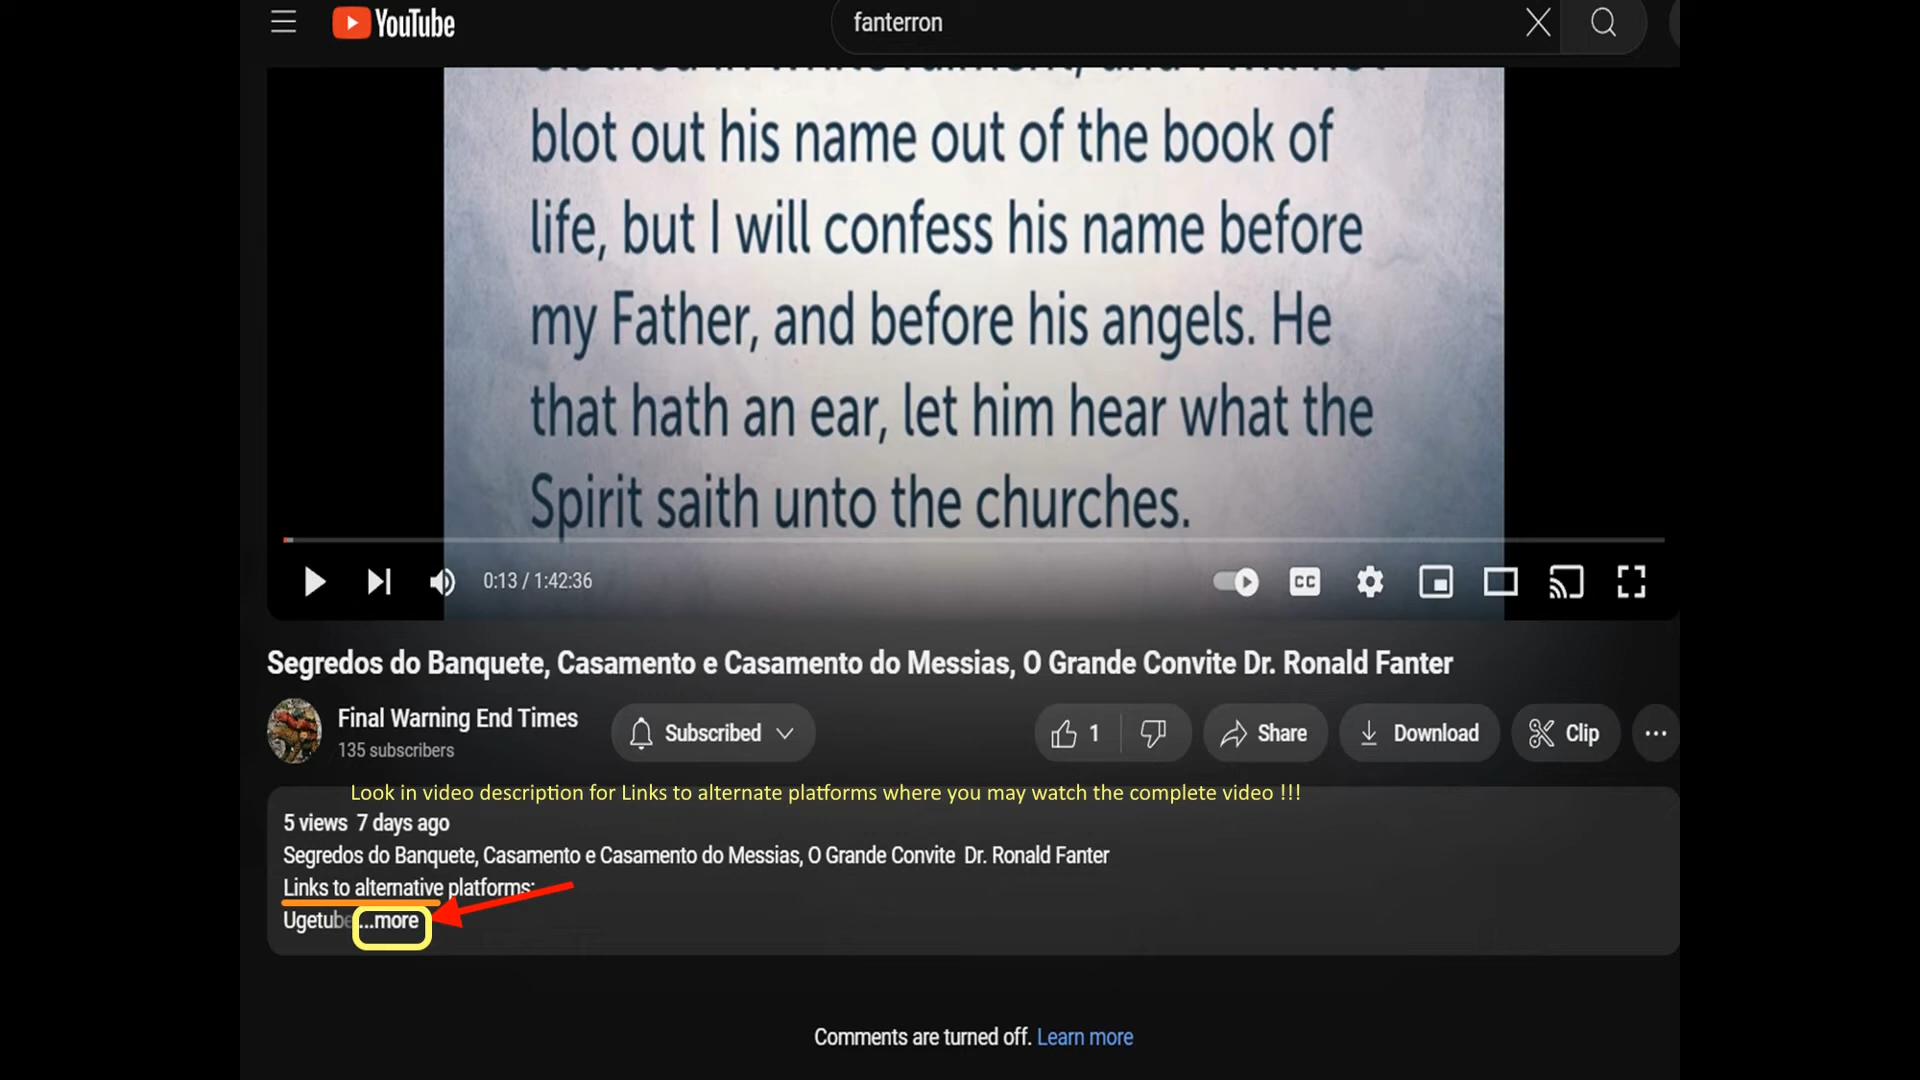 YouTube
fanterron
blot out his name out of the book of
life, but I will confess his name before
my Father, and before his angels. He
that hath an ear, let him hear what the
Spirit saith unto the churches.
0:13 / 1:42:36
CC
Segredos do Banquete, Casamento e Casamento do Messias, O Grande Convite Dr. Ronald Fanter
Final Warning End Times
135 subscribers
Subscribed
1
Share
Download
Clip
Look in video description for Links to alternate platforms where you may watch the complete video !!!
5 views 7 days ago
Segredos do Banquete, Casamento e Casamento do Messias, O Grande Convite Dr. Ronald Fanter
Links to alternative platforms:
Ugetube ...more
Comments are turned off. Learn more